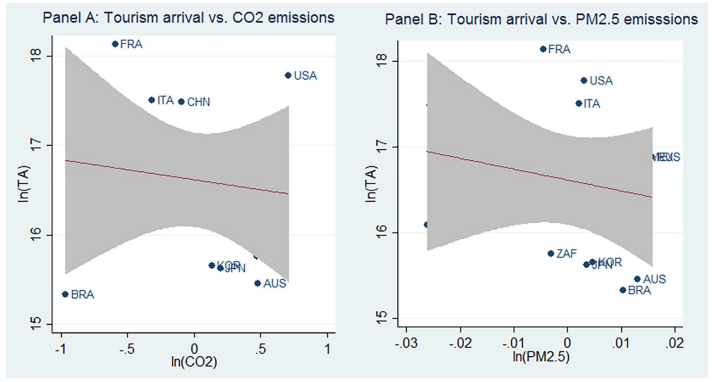 Panel A: Tourism arrival vs. CO2 emissions
FRA
USA
ITA
CHN
KOR
JPN
AUS
BRA
ln(TA)
18
17
16
15
-1
-.5
0
.5
1
ln(CO2)
Panel B: Tourism arrival vs. PM2.5 emisssions
FRA
USA
ITA
ZAF
KOR
JPN
AUS
BRA
ln(TA)
18
17
16
15
-.03
-.02
-.01
0
.01
.02
ln(PM2.5)